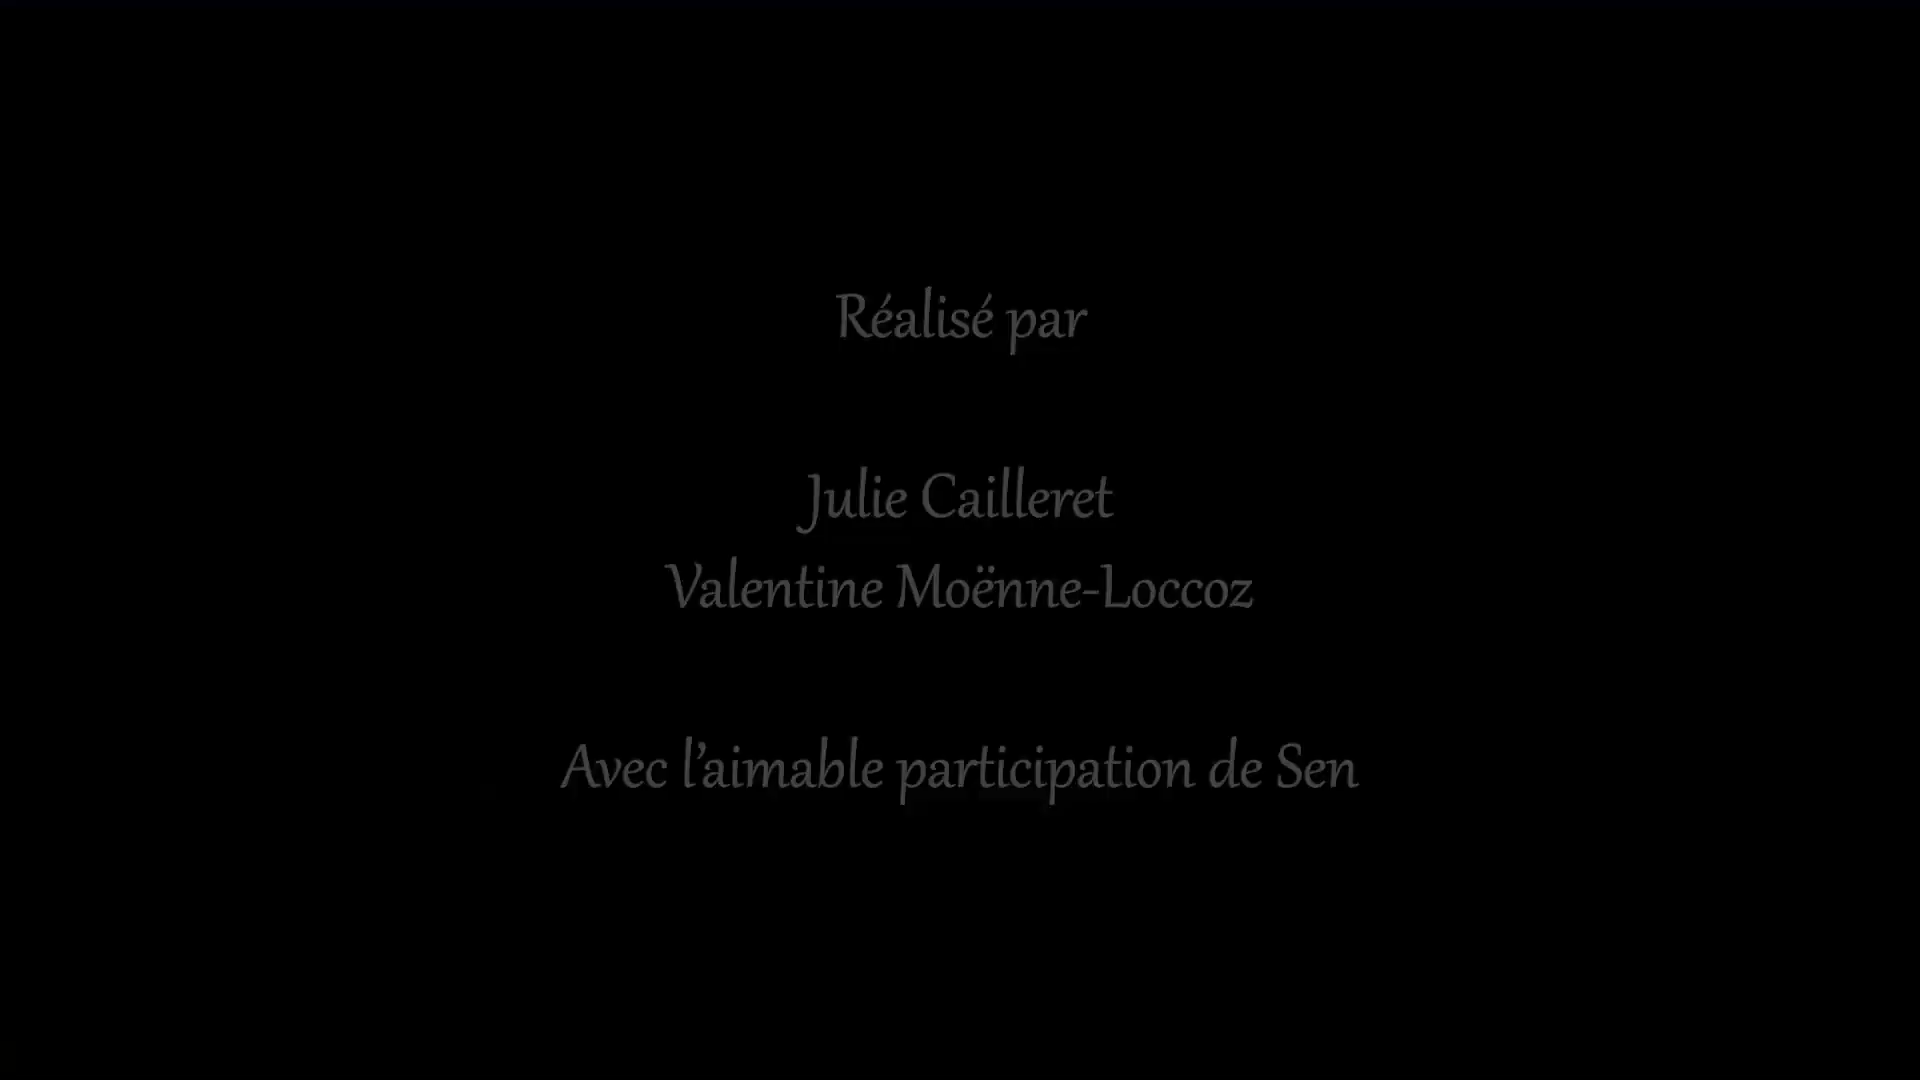 Réalisé par
Julie Cailleret
Valentine Moënne-Loccoz
Avec l’aimable participation de Sen